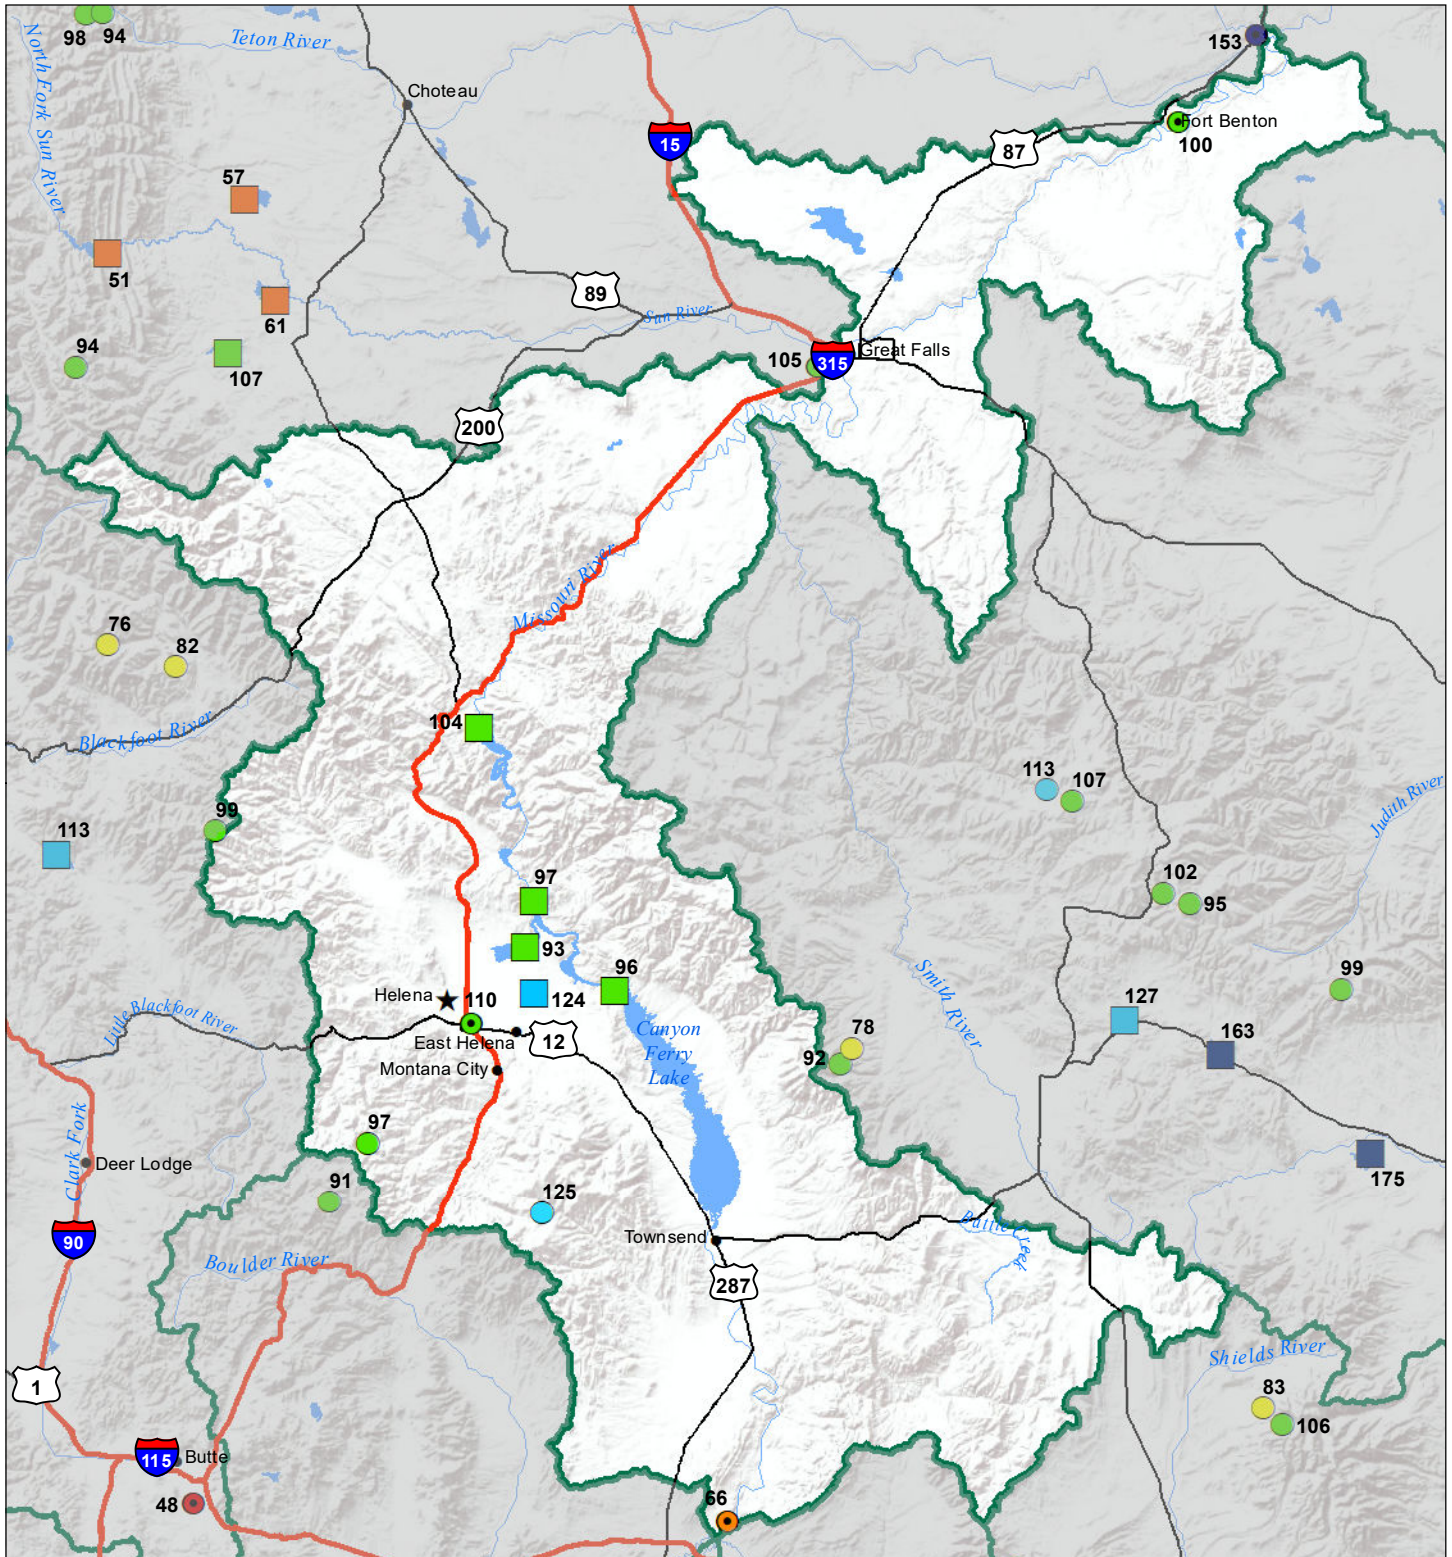 98
94
Teton River
153
North Fork Sun River
Choteau
15
87
Fort Benton
100
57
51
89
61
Sun River
94
107
105
315
Great Falls
200
Missouri River
76
82
Blackfoot River
104
113
107
Judith River
99
113
97
102
95
93
96
Smith River
99
Helena
110
124
127
Little Blackfoot River
East Helena
12
Canyon
Ferry
Lake
78
92
163
Montana City
Clark Fork
97
Deer Lodge
91
125
175
Battle Creek
Townsend
90
Boulder River
287
Shields River
1
83
106
115
Butte
48
66